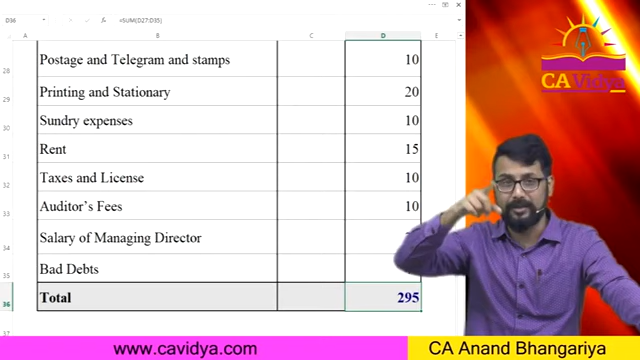 D36 fx =SUM(D27:D35)
A B C D E
28 Postage and Telegram and stamps 10
29 Printing and Stationary 20
30 Sundry expenses 10
31 Rent 15
32 Taxes and License 10
33 Auditor's Fees 10
34 Salary of Managing Director
35 Bad Debts
36 Total 295
37
CA Vidya
www.cavidya.com CA Anand Bhangariya